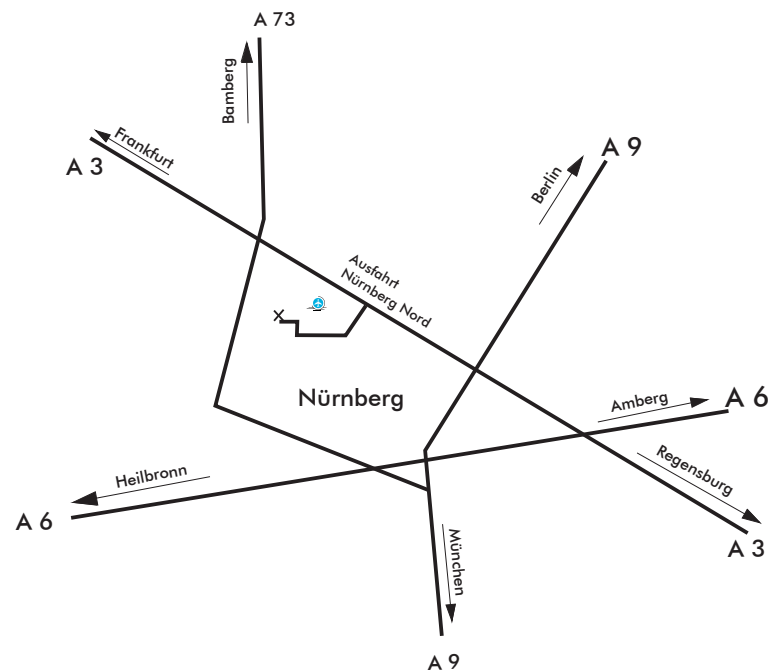 A 73
Bamberg
Frankfurt
A 3
A 9
Berlin
Ausfahrt
Nürnberg Nord
Nürnberg
Amberg
A 6
Heilbronn
A 6
Regensburg
A 3
München
A 9